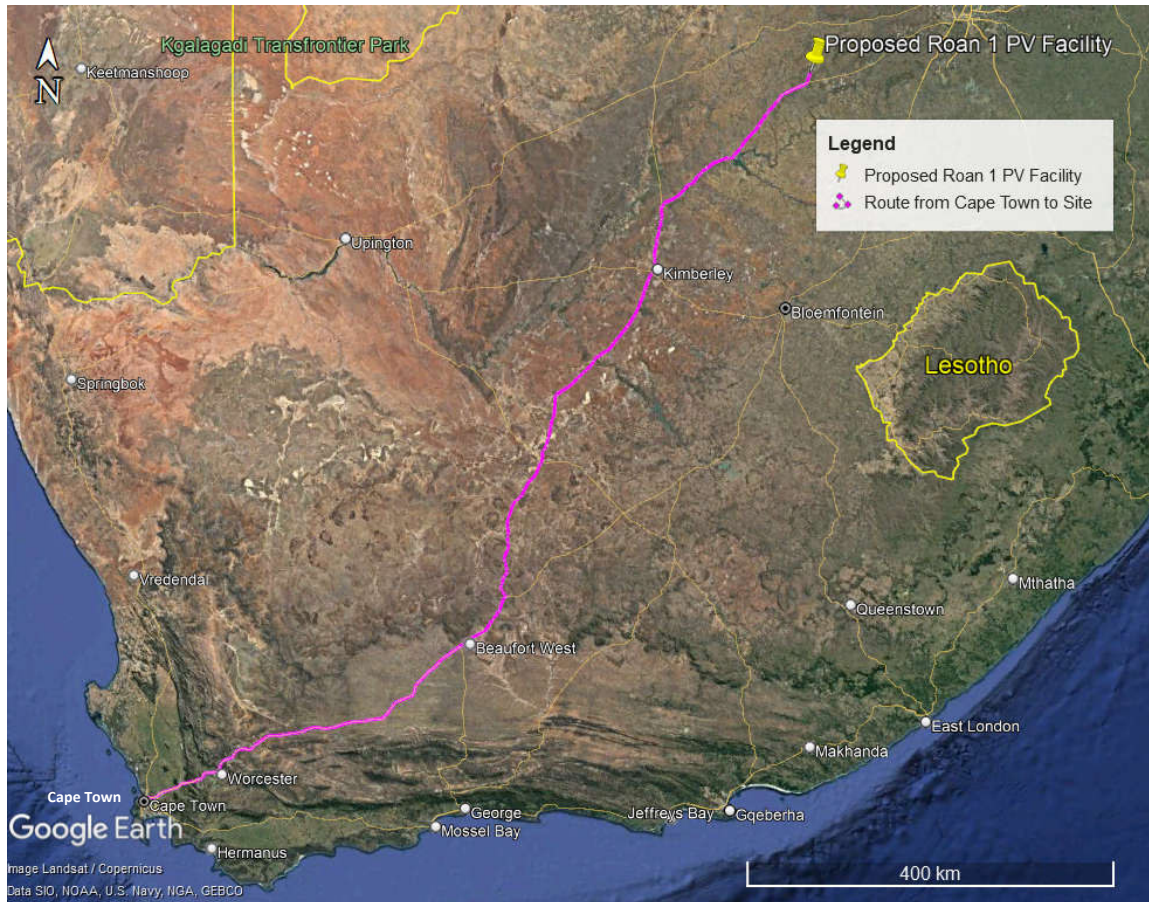 Kgalagadi Transfrontier Park
Proposed Roan 1 PV Facility
Keetmanshoop
N
Legend
Proposed Roan 1 PV Facility
Route from Cape Town to Site
Upington
Kimberley
Bloemfontein
Lesotho
Springbok
Vredendal
Mthatha
Queenstown
Beaufort West
East London
Makhanda
Worcester
Cape Town
Cape Town
George
Jeffreys Bay
Gqeberha
Mossel Bay
Google Earth
Hermanus
Image Landsat / Copernicus
Data SIO, NOAA, U.S. Navy, NGA, GEBCO
400 km